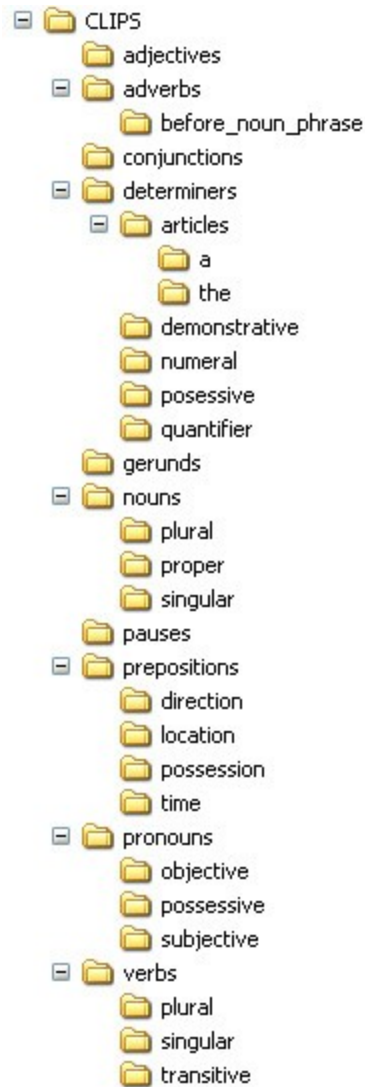 CLIPS
adjectives
adverbs
before_noun_phrase
conjunctions
determiners
articles
a
the
demonstrative
numeral
posessive
quantifier
gerunds
nouns
plural
proper
singular
pauses
prepositions
direction
location
possession
time
pronouns
objective
possessive
subjective
verbs
plural
singular
transitive